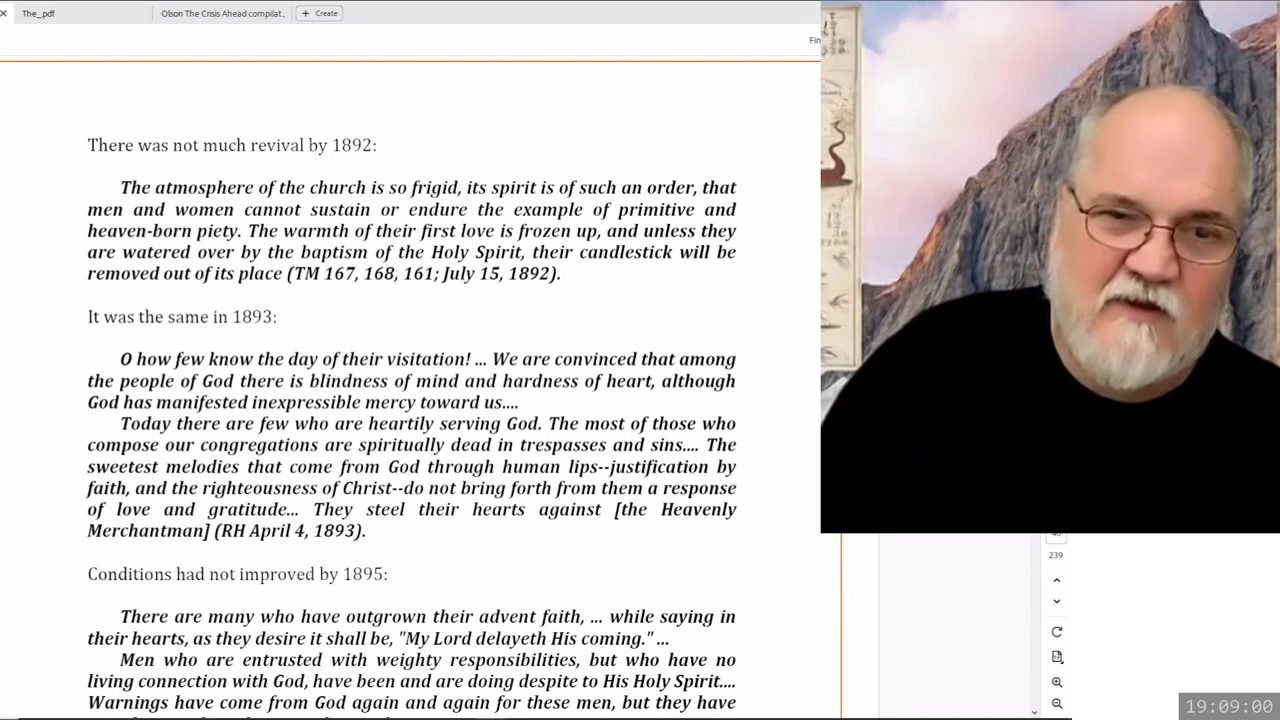 The_.pdf
Olson The Crisis Ahead compilat..
+ Create
Fin
There was not much revival by 1892:
The atmosphere of the church is so frigid, its spirit is of such an order, that
men and women cannot sustain or endure the example of primitive and
heaven-born piety. The warmth of their first love is frozen up, and unless they
are watered over by the baptism of the Holy Spirit, their candlestick will be
removed out of its place (TM 167, 168, 161; July 15, 1892).
It was the same in 1893:
O how few know the day of their visitation! ... We are convinced that among
the people of God there is blindness of mind and hardness of heart, although
God has manifested inexpressible mercy toward us....
Today there are few who are heartily serving God. The most of those who
compose our congregations are spiritually dead in trespasses and sins.... The
sweetest melodies that come from God through human lips--justification by
faith, and the righteousness of Christ--do not bring forth from them a response
of love and gratitude... They steel their hearts against [the Heavenly
Merchantman] (RH April 4, 1893).
Conditions had not improved by 1895:
There are many who have outgrown their advent faith, ... while saying in
their hearts, as they desire it shall be, "My Lord delayeth His coming." ...
Men who are entrusted with weighty responsibilities, but who have no
living connection with God, have been and are doing despite to His Holy Spirit....
Warnings have come from God again and again for these men, but they have
239
19:09:00